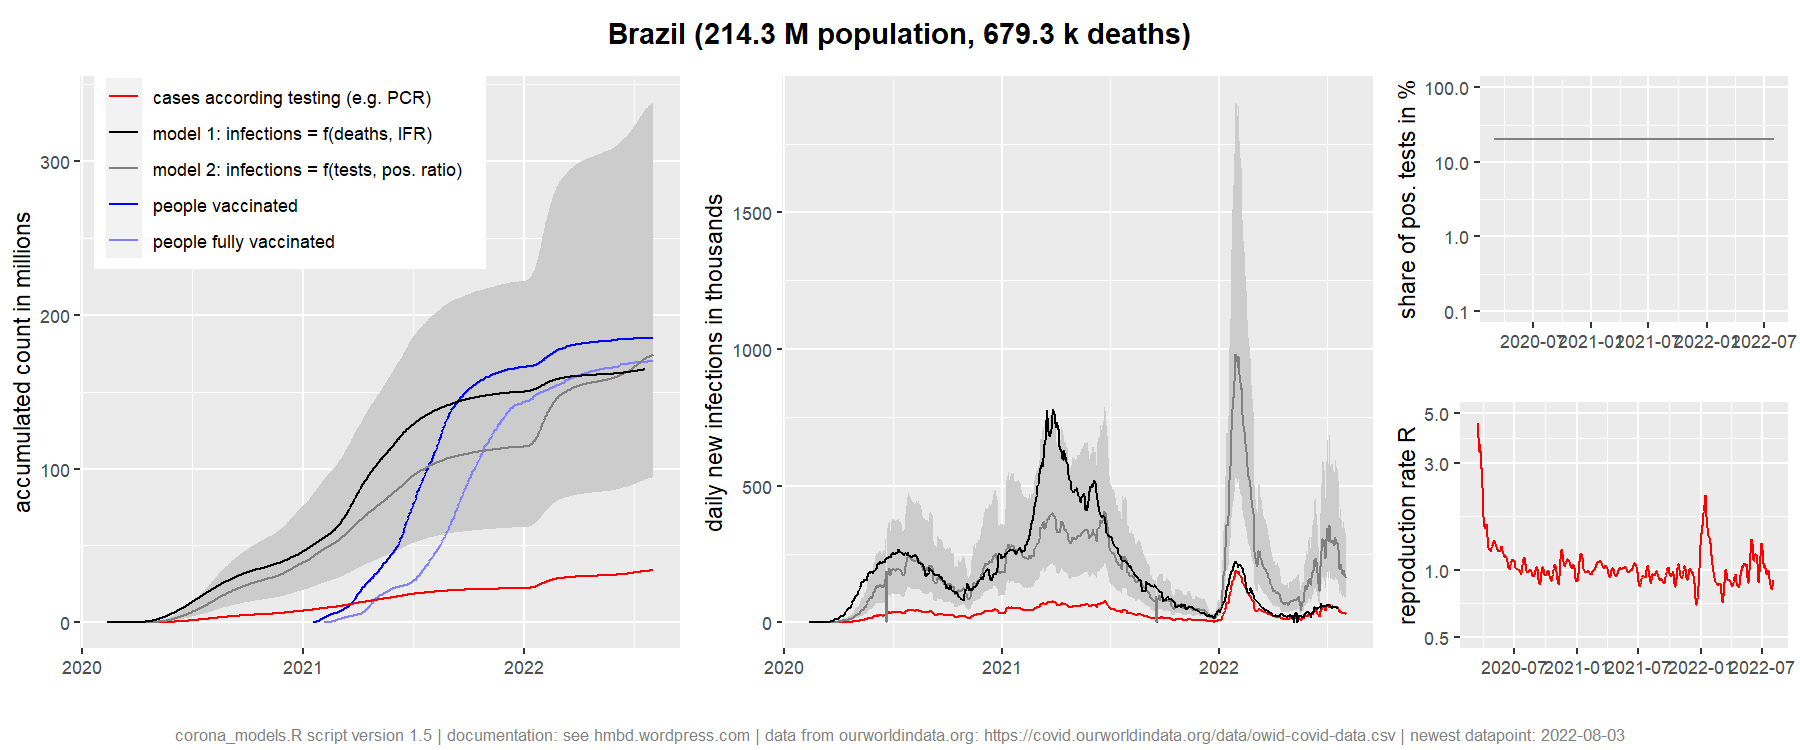 Brazil (214.3 M population, 679.3 k deaths)
accumulated count in millions
300
200
100
0
2020
2021
2022
cases according testing (e.g. PCR)
model 1: infections = f(deaths, IFR)
model 2: infections = f(tests, pos. ratio)
people vaccinated
people fully vaccinated
daily new infections in thousands
1500
1000
500
0
2020
2021
2022
share of pos. tests in %
100.0
10.0
1.0
0.1
2020-07
2021-01
2021-07
2022-01
2022-07
reproduction rate R
5.0
3.0
1.0
0.5
2020-07
2021-01
2021-07
2022-01
2022-07
corona_models.R script version 1.5 | documentation: see hmbd.wordpress.com | data from ourworldindata.org: https://covid.ourworldindata.org/data/owid-covid-data.csv | newest datapoint: 2022-08-03